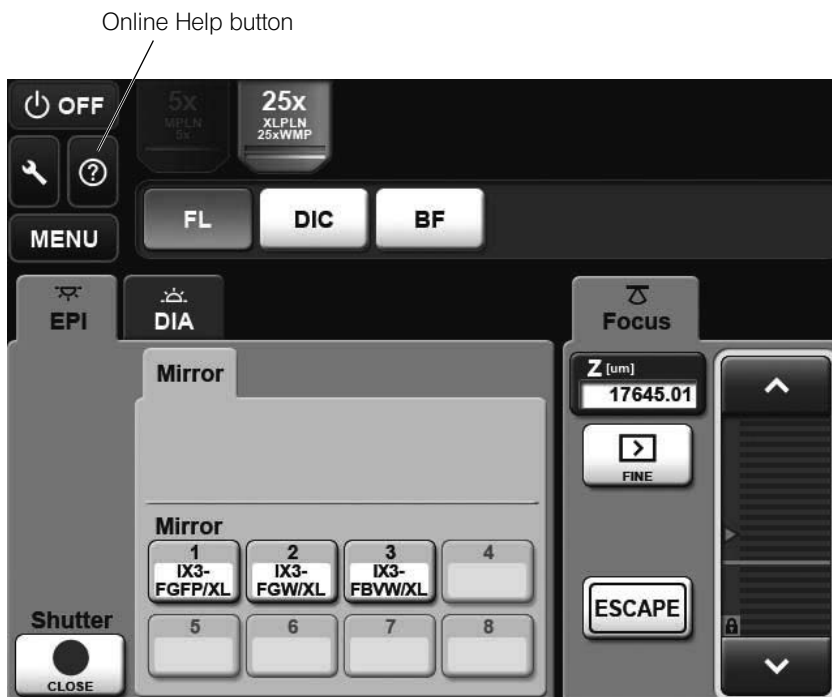 Online Help button
OFF
5x
MPLN
5x
25x
XLPLN
25xWMP
?
MENU
FL
DIC
BF
EPI
DIA
Focus
Mirror
Z [um]
17645.01
FINE
Mirror
1
IX3-
FGFP/XL
2
IX3-
FGW/XL
3
IX3-
FBVW/XL
4
5
6
7
8
Shutter
CLOSE
ESCAPE